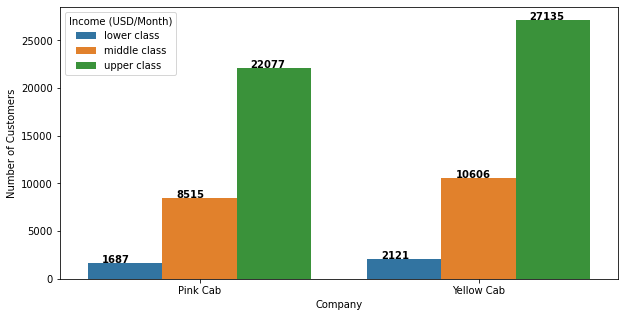 Income (USD/Month)
lower class
middle class
upper class
27135
22077
10606
8515
2121
1687
25000
20000
15000
10000
5000
0
Number of Customers
Pink Cab
Yellow Cab
Company